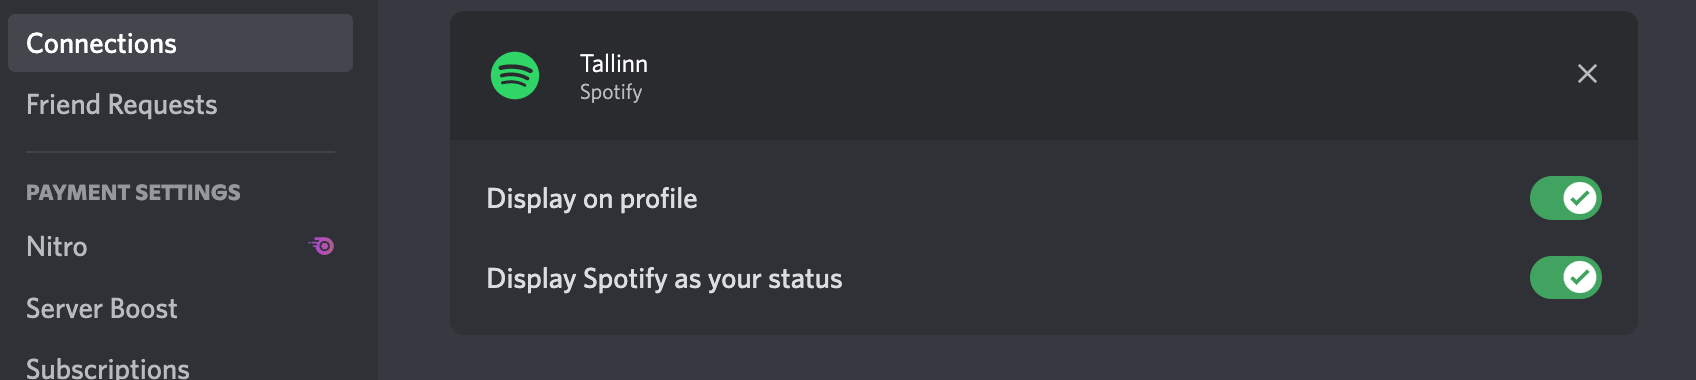 Connections
Friend Requests
PAYMENT SETTINGS
Nitro
Server Boost
Subscriptions
Tallinn
Spotify
Display on profile
Display Spotify as your status